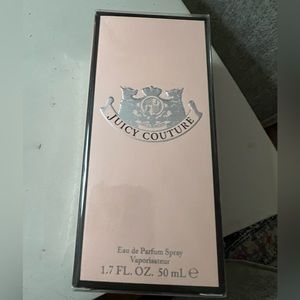 JUICY COUTURE
Eau de Parfum Spray
Vaporisateur
1.7 FL. OZ. 50 mL ℮